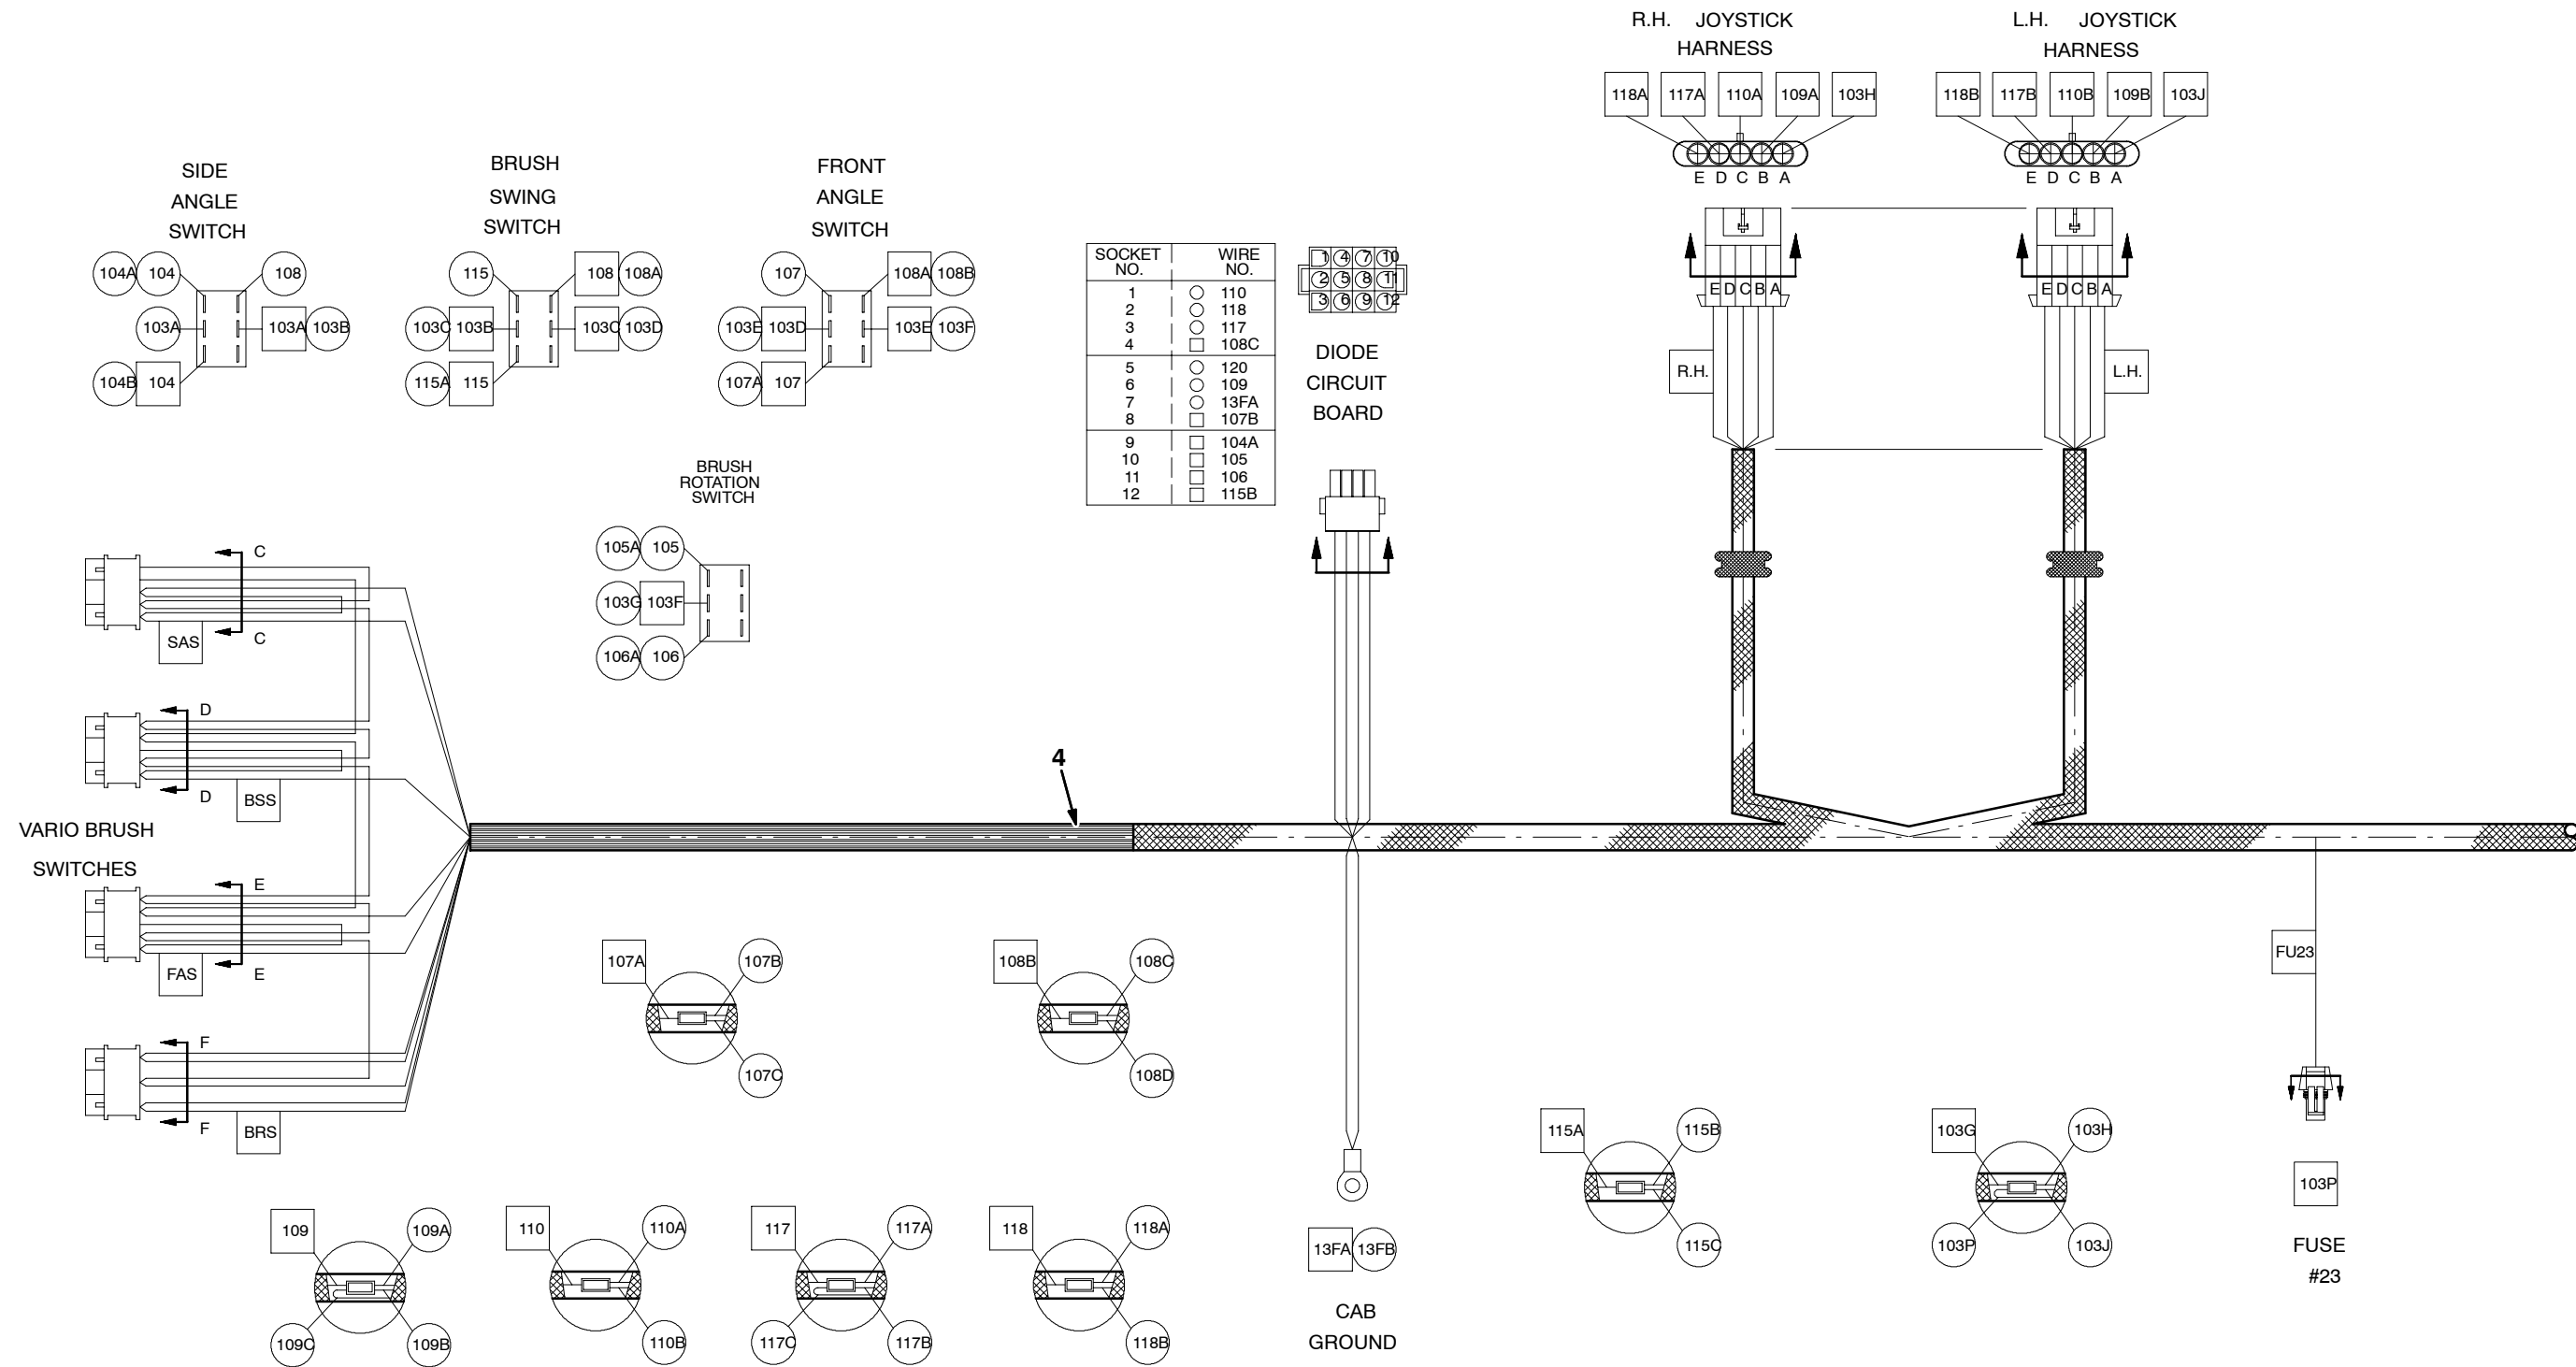 R.H. JOYSTICK
HARNESS
L.H. JOYSTICK
HARNESS
118A 117A 110A 109A 103H
118B 117B 110B 109B 103J
E D C B A
E D C B A
SIDE
ANGLE
SWITCH
104A 104 108
103A 103A 103B
104B 104
BRUSH
SWING
SWITCH
115 108 108A
103C 103B 103C 103D
115A 115
FRONT
ANGLE
SWITCH
107 108A 108B
103E 103D 103E 103F
107A 107
SOCKET NO. WIRE NO.
1 110
2 118
3 117
4 108C
5 120
6 109
7 13FA
8 107B
9 104A
10 105
11 106
12 115B
1 4 7 10
2 5 8 11
3 6 9 12
DIODE
CIRCUIT
BOARD
E D C B A
E D C B A
R.H.
L.H.
BRUSH
ROTATION
SWITCH
105A 105
103G 103F
106A 106
C
C
SAS
D
D
BSS
VARIO BRUSH
SWITCHES
E
E
FAS
F
F
BRS
4
107A 107B
107C
108B 108C
108D
FU23
115A 115B
115C
103G 103H
103P 103J
103P
FUSE
#23
109 109A
109C 109B
110 110A
110B
117 117A
117C 117B
118 118A
118B
13FA 13FB
CAB
GROUND